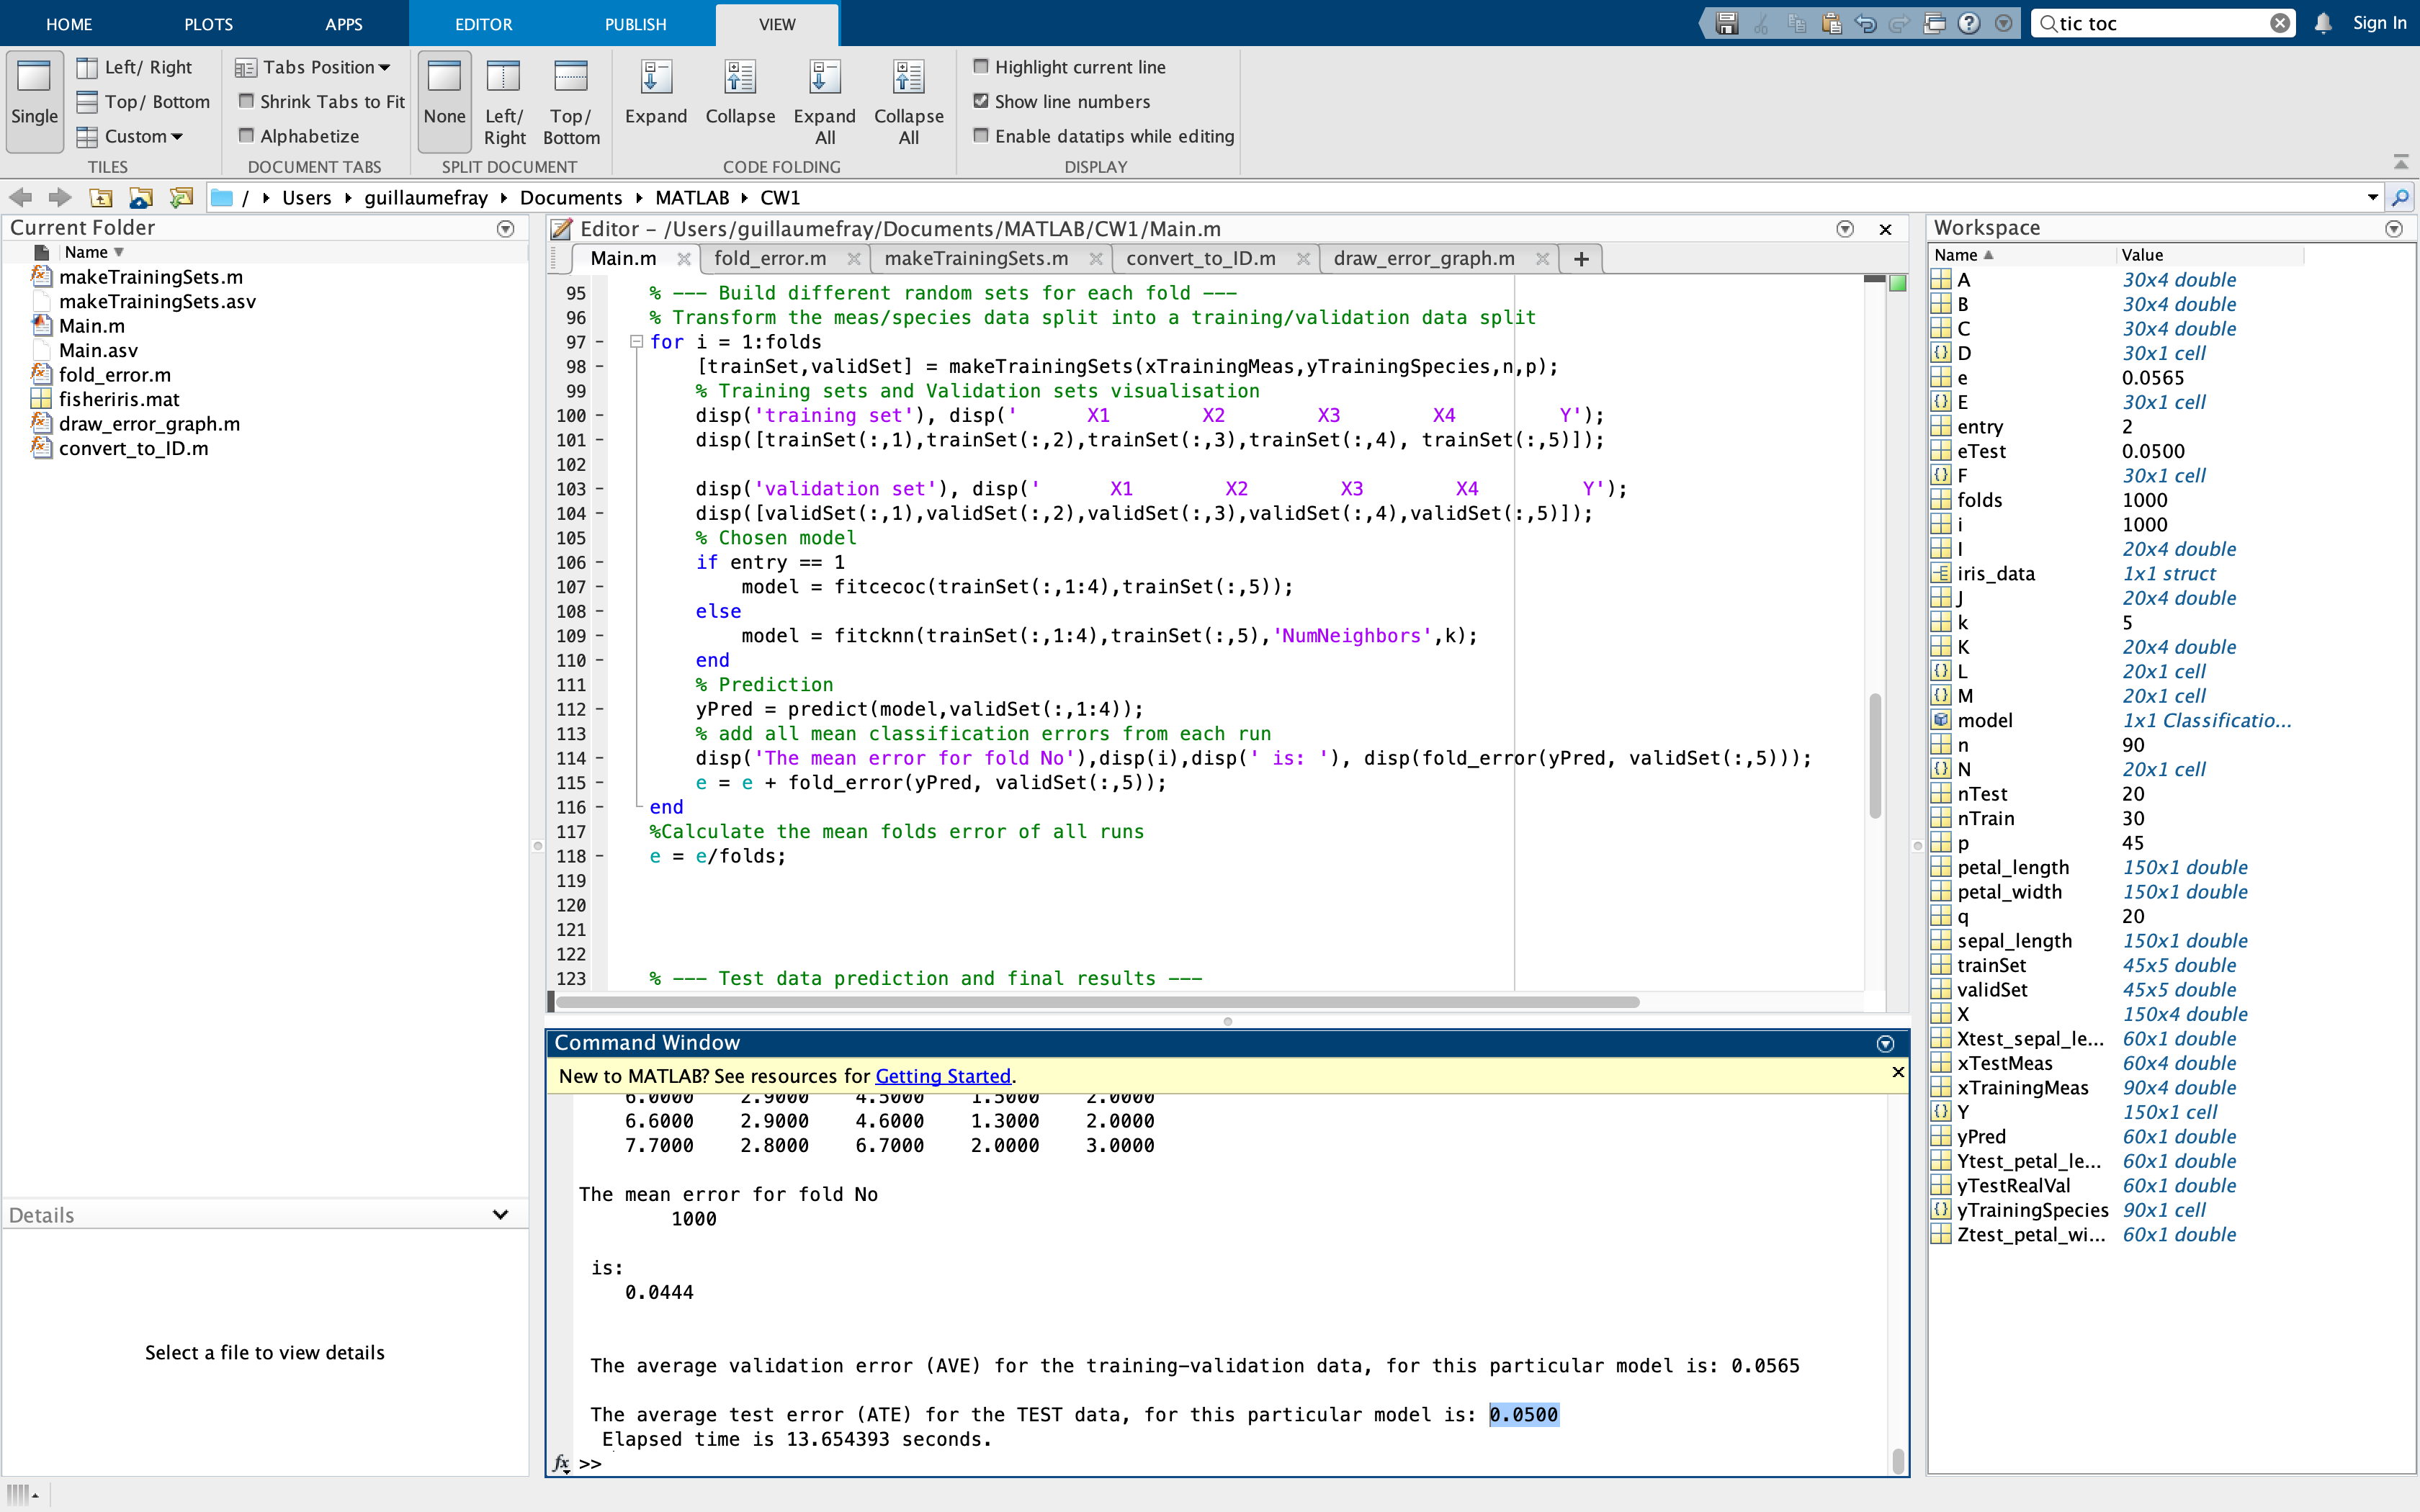 HOME PLOTS APPS EDITOR PUBLISH VIEW tic toc Sign In
Single
Left/ Right
Top/ Bottom
Custom
TILES
Tabs Position
Shrink Tabs to Fit
Alphabetize
DOCUMENT TABS
None
Left/ Right
Top/ Bottom
SPLIT DOCUMENT
Expand
Collapse
Expand All
Collapse All
CODE FOLDING
Highlight current line
Show line numbers
Enable datatips while editing
DISPLAY
/ Users guillaumefray Documents MATLAB CW1
Current Folder
Name
makeTrainingSets.m
makeTrainingSets.asv
Main.m
Main.asv
fold_error.m
fisheriris.mat
draw_error_graph.m
convert_to_ID.m
Details
Select a file to view details
Editor - /Users/guillaumefray/Documents/MATLAB/CW1/Main.m
Main.m fold_error.m makeTrainingSets.m convert_to_ID.m draw_error_graph.m +
95 % --- Build different random sets for each fold ---
96 % Transform the meas/species data split into a training/validation data split
97 - for i = 1:folds
98 - [trainSet,validSet] = makeTrainingSets(xTrainingMeas,yTrainingSpecies,n,p);
99 % Training sets and Validation sets visualisation
100 - disp('training set'), disp(' X1 X2 X3 X4 Y');
101 - disp([trainSet(:,1),trainSet(:,2),trainSet(:,3),trainSet(:,4), trainSet(:,5)]);
102
103 - disp('validation set'), disp(' X1 X2 X3 X4 Y');
104 - disp([validSet(:,1),validSet(:,2),validSet(:,3),validSet(:,4),validSet(:,5)]);
105 % Chosen model
106 - if entry == 1
107 - model = fitcecoc(trainSet(:,1:4),trainSet(:,5));
108 - else
109 - model = fitcknn(trainSet(:,1:4),trainSet(:,5),'NumNeighbors',k);
110 - end
111 % Prediction
112 - yPred = predict(model,validSet(:,1:4));
113 % add all mean classification errors from each run
114 - disp('The mean error for fold No'),disp(i),disp(' is: '), disp(fold_error(yPred, validSet(:,5)));
115 - e = e + fold_error(yPred, validSet(:,5));
116 - end
117 %Calculate the mean folds error of all runs
118 - e = e/folds;
119
120
121
122
123 % --- Test data prediction and final results ---
Command Window
New to MATLAB? See resources for Getting Started.
6.0000 2.9000 4.5000 1.5000 2.0000
6.6000 2.9000 4.6000 1.3000 2.0000
7.7000 2.8000 6.7000 2.0000 3.0000
The mean error for fold No
1000
is:
0.0444
The average validation error (AVE) for the training-validation data, for this particular model is: 0.0565
The average test error (ATE) for the TEST data, for this particular model is: 0.0500
Elapsed time is 13.654393 seconds.
fx >>
Workspace
Name Value
A 30x4 double
B 30x4 double
C 30x4 double
D 30x1 cell
e 0.0565
E 30x1 cell
entry 2
eTest 0.0500
F 30x1 cell
folds 1000
i 1000
I 20x4 double
iris_data 1x1 struct
J 20x4 double
k 5
K 20x4 double
L 20x1 cell
M 20x1 cell
model 1x1 Classificatio...
n 90
N 20x1 cell
nTest 20
nTrain 30
p 45
petal_length 150x1 double
petal_width 150x1 double
q 20
sepal_length 150x1 double
trainSet 45x5 double
validSet 45x5 double
X 150x4 double
Xtest_sepal_le... 60x1 double
xTestMeas 60x4 double
xTrainingMeas 90x4 double
Y 150x1 cell
yPred 60x1 double
Ytest_petal_le... 60x1 double
yTestRealVal 60x1 double
yTrainingSpecies 90x1 cell
Ztest_petal_wi... 60x1 double